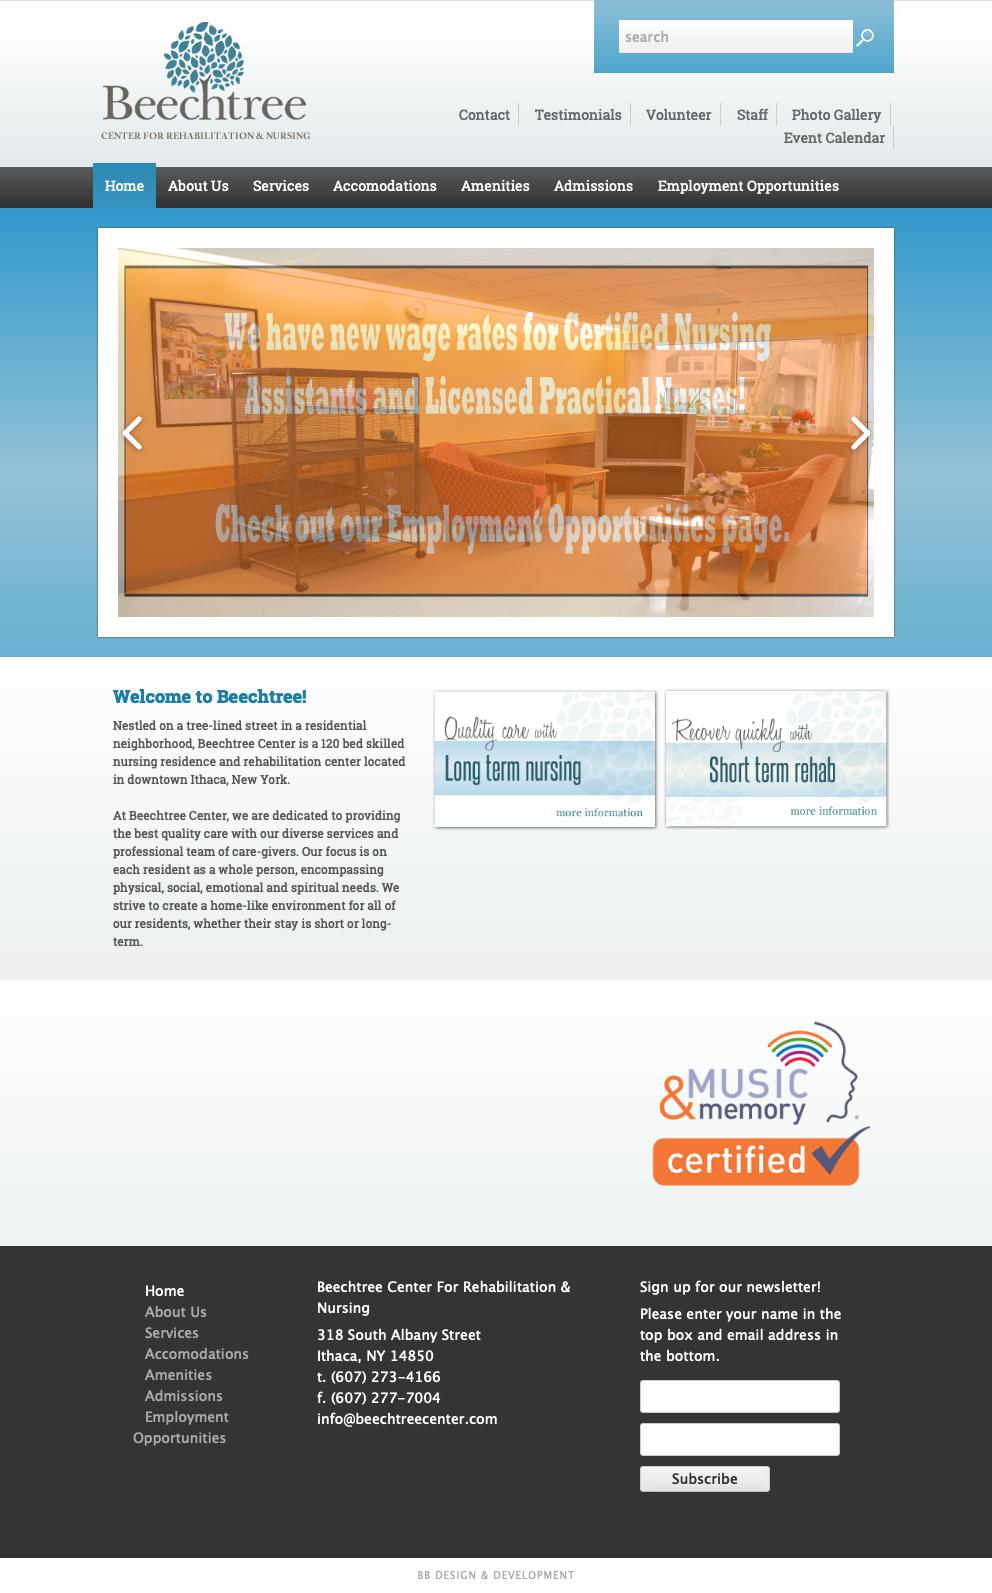 search
Beechtree
CENTER FOR REHABILITATION & NURSING
Contact
Testimonials
Volunteer
Staff
Photo Gallery
Event Calendar
Home
About Us
Services
Accomodations
Amenities
Admissions
Employment Opportunities
We have new wage rates for Certified Nursing
Assistants and Licensed Practical Nurses!
Check out our Employment Opportunities page.
Welcome to Beechtree!
Nestled on a tree-lined street in a residential
neighborhood, Beechtree Center is a 120 bed skilled
nursing residence and rehabilitation center located
in downtown Ithaca, New York.
At Beechtree Center, we are dedicated to providing
the best quality care with our diverse services and
professional team of care-givers. Our focus is on
each resident as a whole person, encompassing
physical, social, emotional and spiritual needs. We
strive to create a home-like environment for all of
our residents, whether their stay is short or long-
term.
Quality care with
Long term nursing
more information
Recover quickly with
Short term rehab
more information
&MUSIC
memory
certified
Home
About Us
Services
Accomodations
Amenities
Admissions
Employment
Opportunities
Beechtree Center For Rehabilitation &
Nursing
318 South Albany Street
Ithaca, NY 14850
t. (607) 273-4166
f. (607) 277-7004
info@beechtreecenter.com
Sign up for our newsletter!
Please enter your name in the
top box and email address in
the bottom.
Subscribe
BB DESIGN & DEVELOPMENT